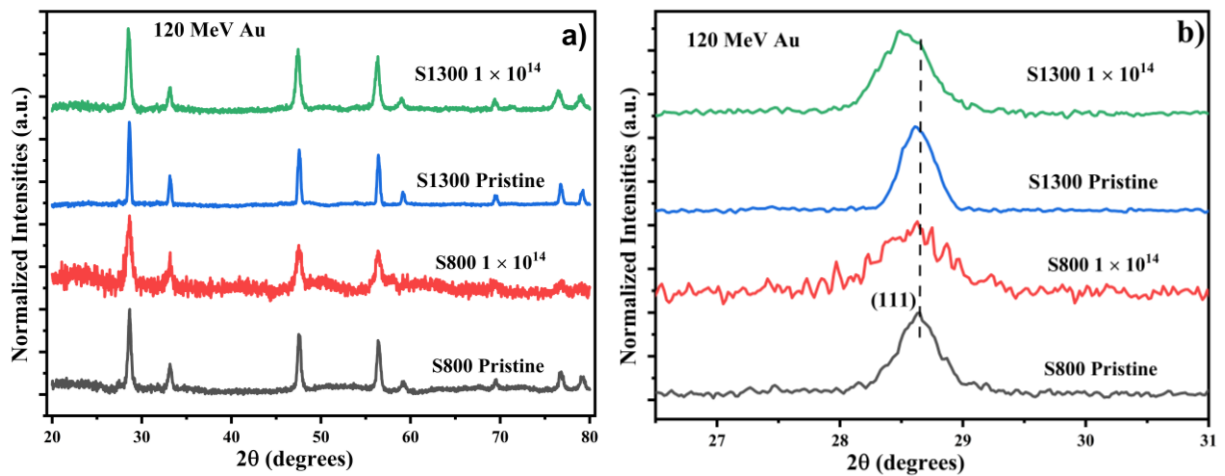 120 MeV Au
a)
S1300 1 × 10¹⁴
S1300 Pristine
S800 1 × 10¹⁴
S800 Pristine
Normalized Intensities (a.u.)
20 30 40 50 60 70 80
2θ (degrees)
120 MeV Au
b)
S1300 1 × 10¹⁴
S1300 Pristine
S800 1 × 10¹⁴
(111)
S800 Pristine
Normalized Intensities (a.u.)
27 28 29 30 31
2θ (degrees)